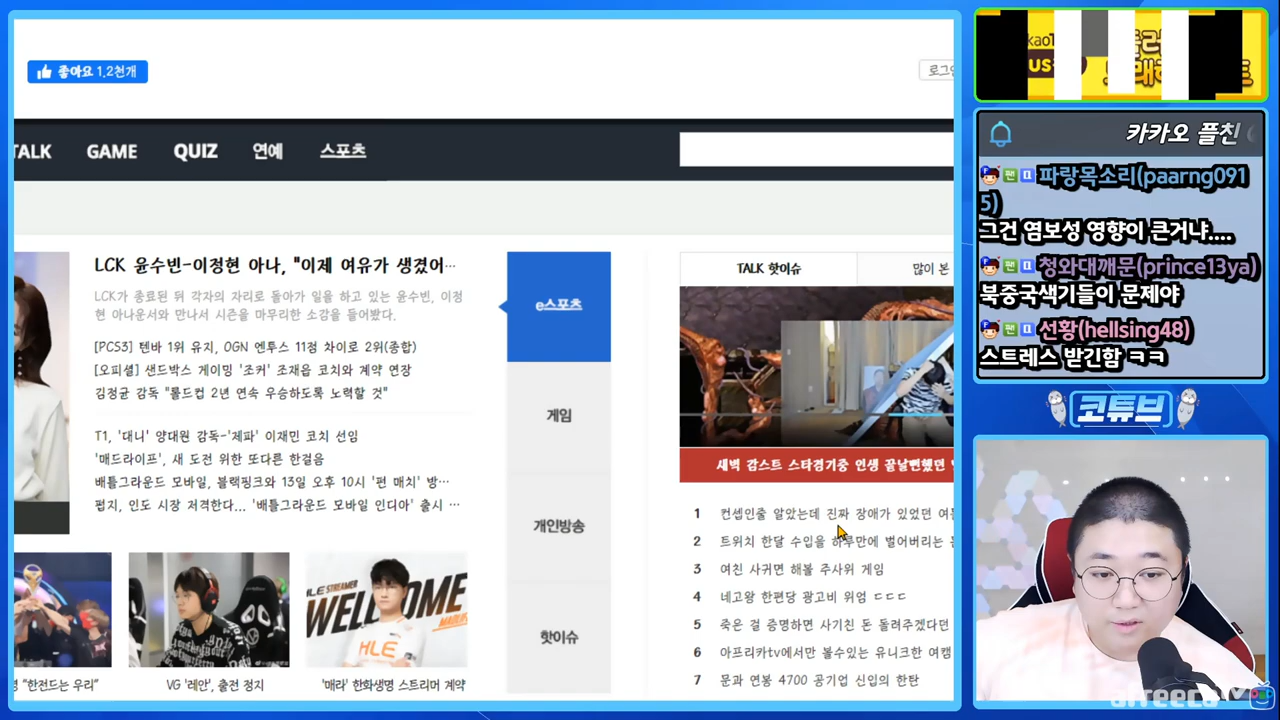 좋아요 1.2천개
로그인
TALK
GAME
QUIZ
연예
스포츠
LCK 윤수빈-이정현 아나, "이제 여유가 생겼어…
LCK가 종료된 뒤 각자의 자리로 돌아가 일을 하고 있는 윤수빈, 이정
현 아나운서와 만나서 시즌을 마무리한 소감을 들어봤다.
[PCS3] 텐바 1위 유지, OGN 엔투스 11점 차이로 2위(종합)
[오피셜] 샌드박스 게이밍 '조커' 조재읍 코치와 계약 연장
김정균 감독 "롤드컵 2년 연속 우승하도록 노력할 것"
T1, '대니' 양대원 감독-'제파' 이재민 코치 선임
'매드라이프', 새 도전 위한 또다른 한걸음
배틀그라운드 모바일, 블랙핑크와 13일 오후 10시 '펀 매치' 방…
펍지, 인도 시장 저격한다... '배틀그라운드 모바일 인디아' 출시 …
"한전드는 우리"
VG '레안', 출전 정지
LE STREAMER
WELCOME
HLE
'매라' 한화생명 스트리머 계약
e스포츠
게임
개인방송
핫이슈
TALK 핫이슈
많이 본
새벽 감스트 스타경기중 인생 끝날뻔했던
1 컨셉인줄 알았는데 진짜 장애가 있었던 여
2 트위치 한달 수입을 하루만에 벌어버리는
3 여친 사귀면 해볼 주사위 게임
4 네고왕 한편당 광고비 위엄 ㄷㄷㄷ
5 죽은 걸 증명하면 사기친 돈 돌려주겠다던
6 아프리카tv에서만 볼수있는 유니크한 여캠
7 문과 연봉 4700 공기업 신입의 한탄
카카오 플친
팬 파랑목소리(paarng091
5)
그건 염보성 영향이 큰거냐....
팬 청와대깨문(prince13ya)
북중국색기들이 문제야
팬 선황(hellsing48)
스트레스 받긴함 ㅋㅋ
코튜브
afreecaTV